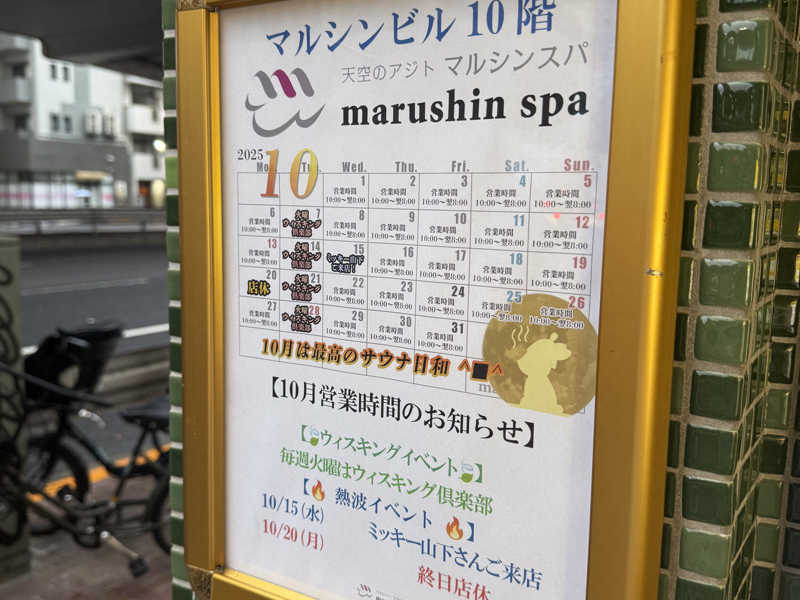 マルシンビル10階
天空のアジト マルシンスパ
marushin spa
2025 10
Mon. Tue. Wed. Thu. Fri. Sat. Sun.
1 2 3 4 5
営業時間 営業時間 営業時間 営業時間 営業時間
10:00～翌8:00 10:00～翌8:00 10:00～翌8:00 10:00～翌8:00 10:00～翌8:00
6 7 8 9 10 11 12
営業時間 火曜ウィスキング倶楽部 営業時間 営業時間 営業時間 営業時間 営業時間
10:00～翌8:00 10:00～翌8:00 10:00～翌8:00 10:00～翌8:00 10:00～翌8:00 10:00～翌8:00
13 14 15 16 17 18 19
営業時間 火曜ウィスキング倶楽部 ミッキー山下ご来店！ 営業時間 営業時間 営業時間 営業時間
10:00～翌8:00 10:00～翌8:00 10:00～翌8:00 10:00～翌8:00 10:00～翌8:00
20 21 22 23 24 25 26
店休 火曜ウィスキング倶楽部 営業時間 営業時間 営業時間 営業時間 営業時間
10:00～翌8:00 10:00～翌8:00 10:00～翌8:00 10:00～翌8:00 10:00～翌8:00
27 28 29 30 31
営業時間 火曜ウィスキング倶楽部 営業時間 営業時間 営業時間
10:00～翌8:00 10:00～翌8:00 10:00～翌8:00 10:00～翌8:00
10月は最高のサウナ日和 ^■^
【10月営業時間のお知らせ】
【🍃ウィスキングイベント🍃】
毎週火曜はウィスキング倶楽部
【🔥 熱波イベント 🔥】
10/15(水) ミッキー山下さんご来店
10/20(月) 終日店休